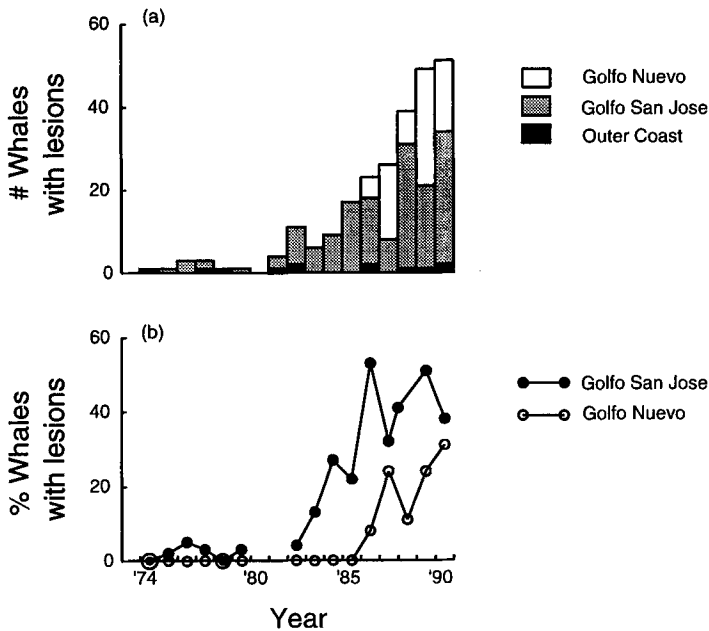 (a)
60
40
20
0
# Whales
with lesions
Golfo Nuevo
Golfo San Jose
Outer Coast
(b)
60
40
20
0
% Whales
with lesions
Golfo San Jose
Golfo Nuevo
'74 '80 '85 '90
Year